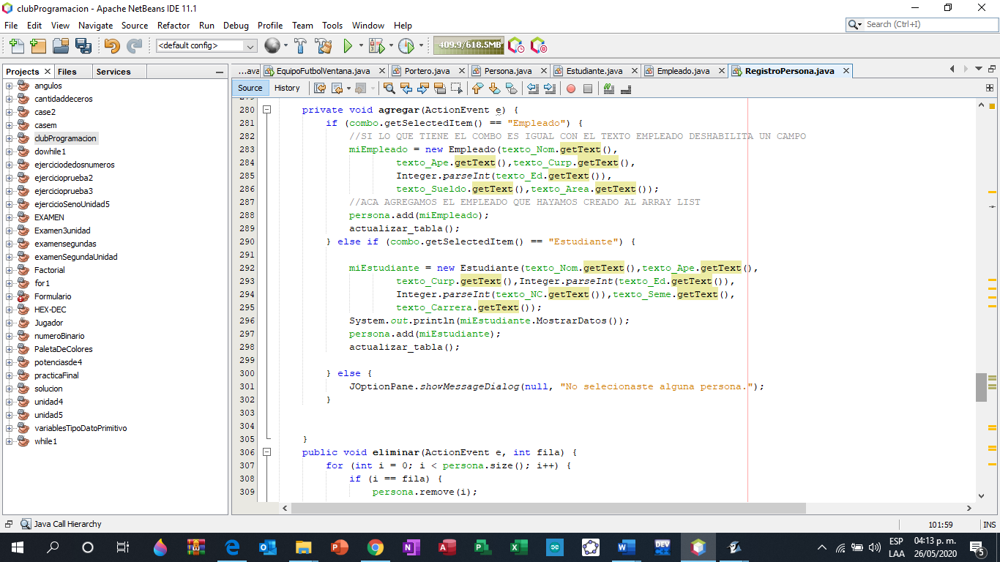 clubProgramacion - Apache NetBeans IDE 11.1
File Edit View Navigate Source Refactor Run Debug Profile Team Tools Window Help
Search (Ctrl+I)
<default config>
409.9/618.5MB
Projects Files Services
...ava EquipoFutbolVentana.java Portero.java Persona.java Estudiante.java Empleado.java RegistroPersona.java
Source History
angulos
cantidaddeceros
case2
casem
clubProgramacion
dowhile1
ejerciciodedosnumeros
ejercicioprueba2
ejercicioprueba3
ejercicioSenoUnidad5
EXAMEN
Examen3unidad
examensegundas
examenSegundaUnidad
Factorial
for1
Formulario
HEX-DEC
Jugador
numeroBinario
PaletaDeColores
potenciasde4
practicaFinal
solucion
unidad4
unidad5
variablesTipoDatoPrimitivo
while1
279
280 private void agregar(ActionEvent e) {
281 if (combo.getSelectedItem() == "Empleado") {
282 //SI LO QUE TIENE EL COMBO ES IGUAL CON EL TEXTO EMPLEADO DESHABILITA UN CAMPO
283 miEmpleado = new Empleado(texto_Nom.getText(),
284 texto_Ape.getText(),texto_Curp.getText(),
285 Integer.parseInt(texto_Ed.getText()),
286 texto_Sueldo.getText(),texto_Area.getText());
287 //ACA AGREGAMOS EL EMPLEADO QUE HAYAMOS CREADO AL ARRAY LIST
288 persona.add(miEmpleado);
289 actualizar_tabla();
290 } else if (combo.getSelectedItem() == "Estudiante") {
291
292 miEstudiante = new Estudiante(texto_Nom.getText(),texto_Ape.getText(),
293 texto_Curp.getText(),Integer.parseInt(texto_Ed.getText()),
294 Integer.parseInt(texto_NC.getText()),texto_Seme.getText(),
295 texto_Carrera.getText());
296 System.out.println(miEstudiante.MostrarDatos());
297 persona.add(miEstudiante);
298 actualizar_tabla();
299
300 } else {
301 JOptionPane.showMessageDialog(null, "No selecionaste alguna persona.");
302 }
303
304
305 }
306 public void eliminar(ActionEvent e, int fila) {
307 for (int i = 0; i < persona.size(); i++) {
308 if (i == fila) {
309 persona.remove(i);
Java Call Hierarchy
101:59 INS
ESP 04:13 p. m.
LAA 26/05/2020
5